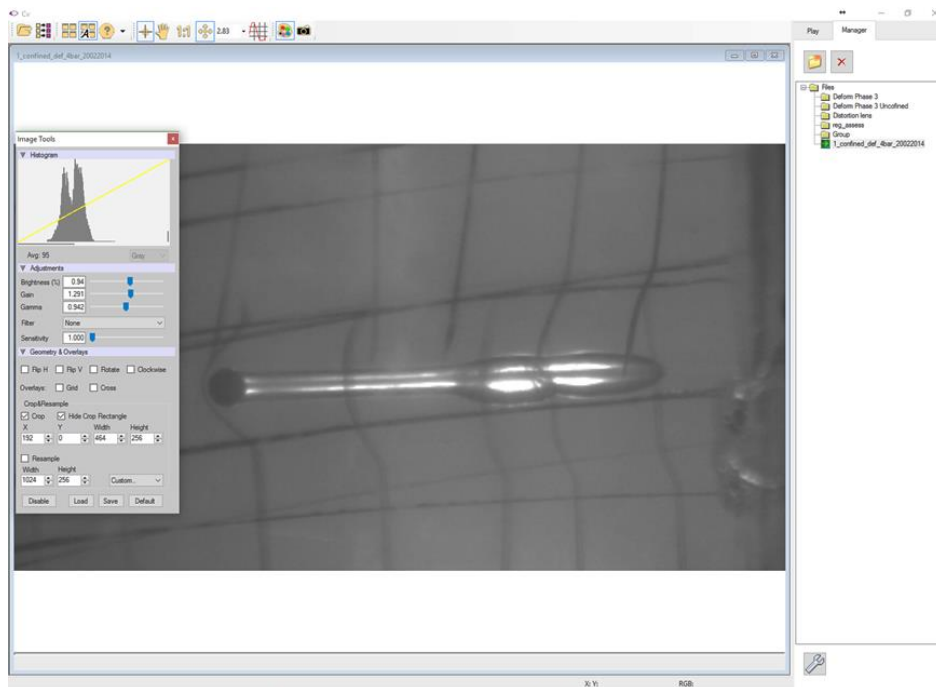 Cv
1:1
2.83
Play
Manager
1_confined_def_4bar_20022014
Files
Deform Phase 3
Deform Phase 3 Uncofined
Distortion lens
reg_assess
Group
1_confined_def_4bar_20022014
Image Tools
Histogram
Avg: 95
Gray
Adjustments
Brightness (%) 0.94
Gain 1.291
Gamma 0.942
Filter None
Sensitivity 1.000
Geometry & Overlays
Flip H Flip V Rotate Clockwise
Overlays: Grid Cross
Crop&Resample
Crop Hide Crop Rectangle
X Y Width Height
192 0 464 256
Resample
Width Height
1024 256 Custom...
Disable Load Save Default
X: Y: RGB: